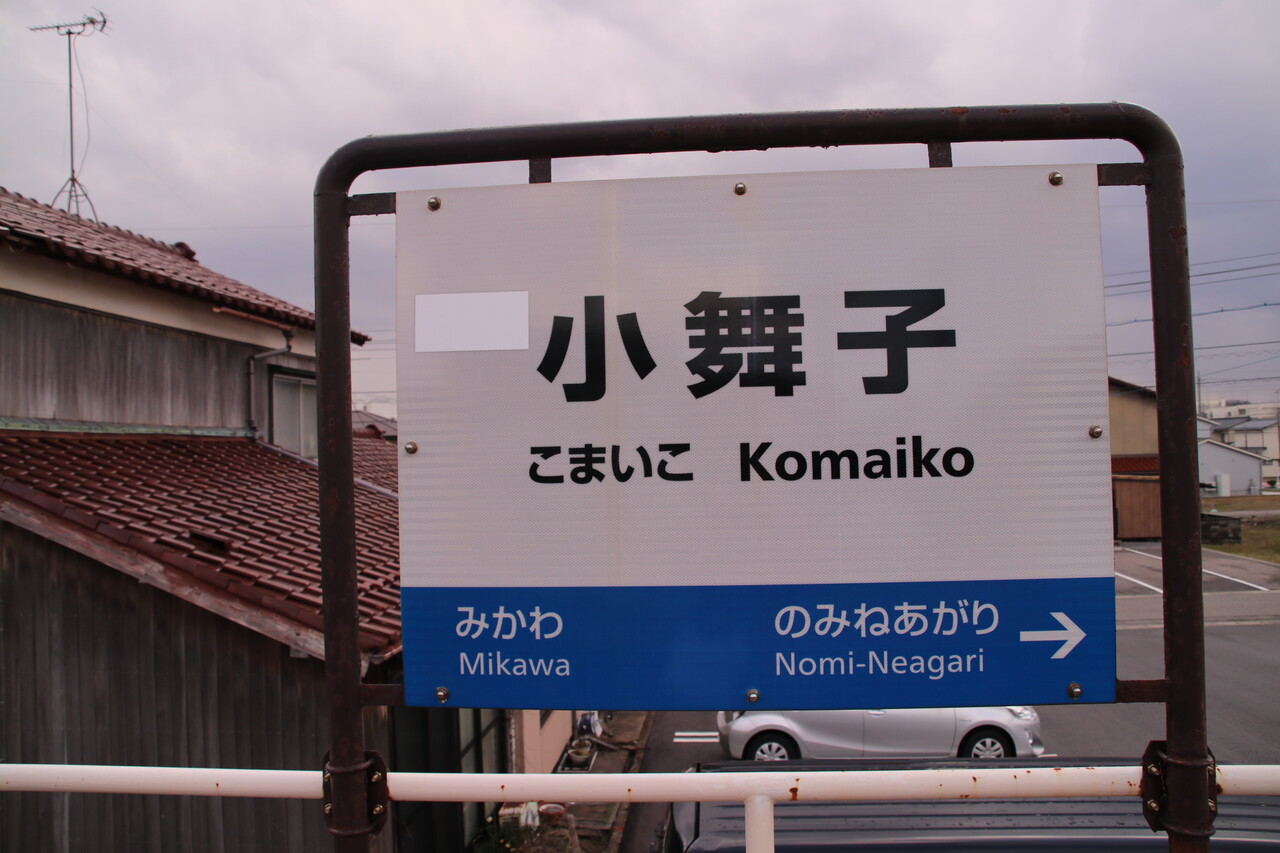 小舞子
こまいこ Komaiko
みかわ のみねあがり →
Mikawa Nomi-Neagari